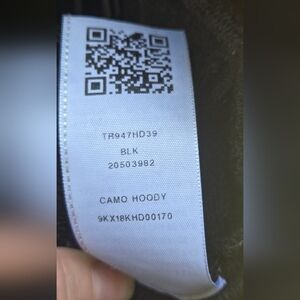 TR947HD39
BLK
20503982
CAMO HOODY
9KX18KHD00170